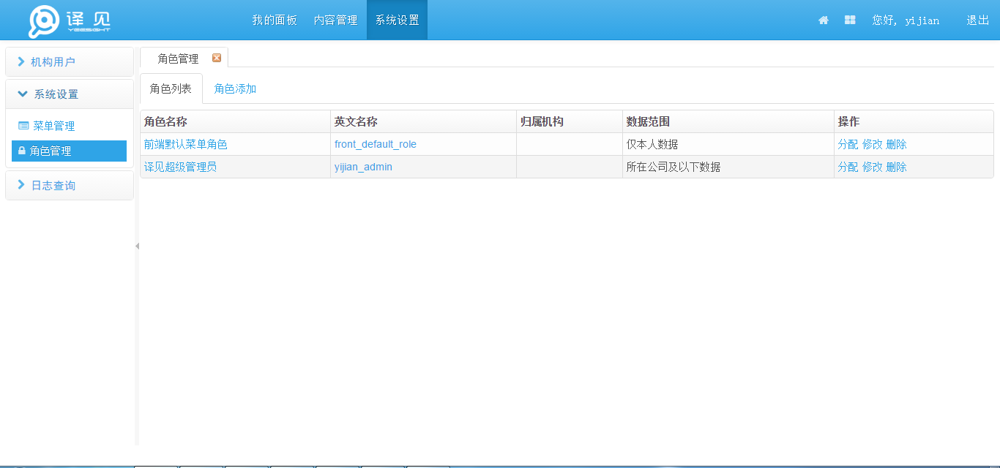 译见
YEESIGHT
我的面板 内容管理 系统设置
您好, yijian 退出
机构用户
系统设置
菜单管理
角色管理
日志查询
角色管理
角色列表 角色添加
角色名称 英文名称 归属机构 数据范围 操作
前端默认菜单角色 front_default_role 仅本人数据 分配 修改 删除
译见超级管理员 yijian_admin 所在公司及以下数据 分配 修改 删除